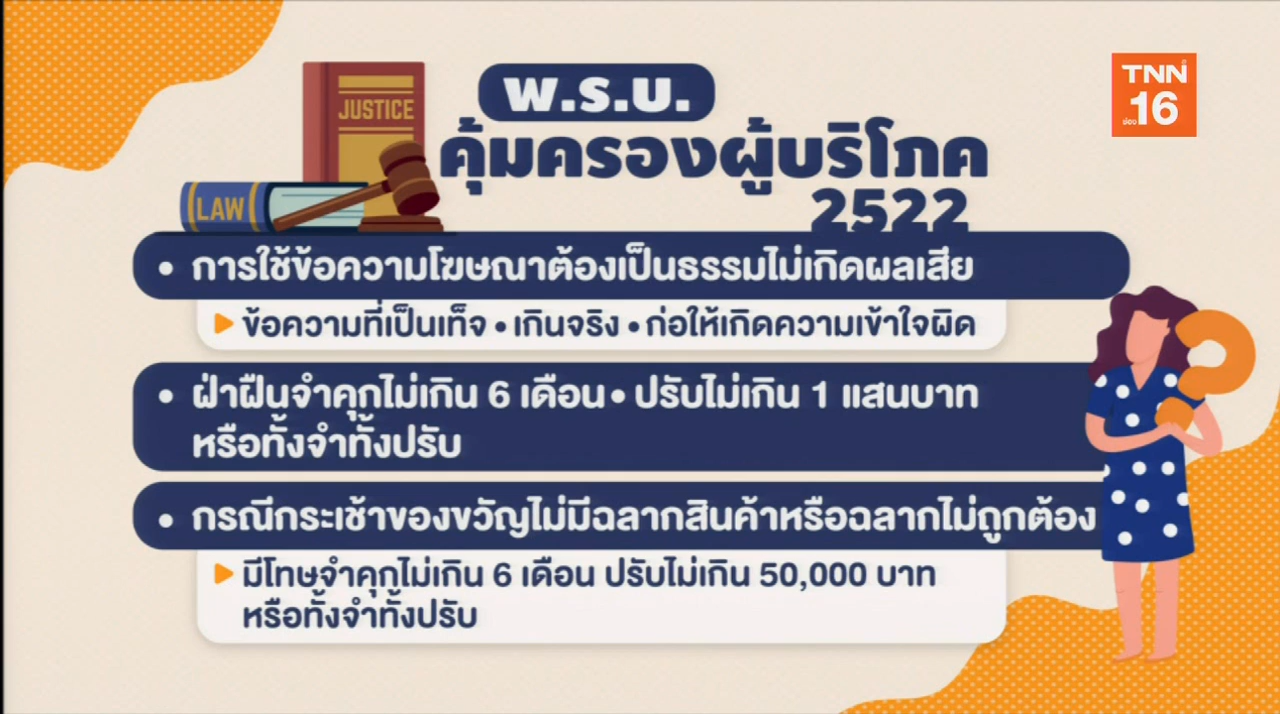 TNN
ช่อง 16
JUSTICE
LAW
พ.ร.บ.
คุ้มครองผู้บริโภค
2522
• การใช้ข้อความโฆษณาต้องเป็นธรรมไม่เกิดผลเสีย
ข้อความที่เป็นเท็จ • เกินจริง • ก่อให้เกิดความเข้าใจผิด
• ฝ่าฝืนจำคุกไม่เกิน 6 เดือน • ปรับไม่เกิน 1 แสนบาท
หรือทั้งจำทั้งปรับ
• กรณีกระเช้าของขวัญไม่มีฉลากสินค้าหรือฉลากไม่ถูกต้อง
มีโทษจำคุกไม่เกิน 6 เดือน ปรับไม่เกิน 50,000 บาท
หรือทั้งจำทั้งปรับ